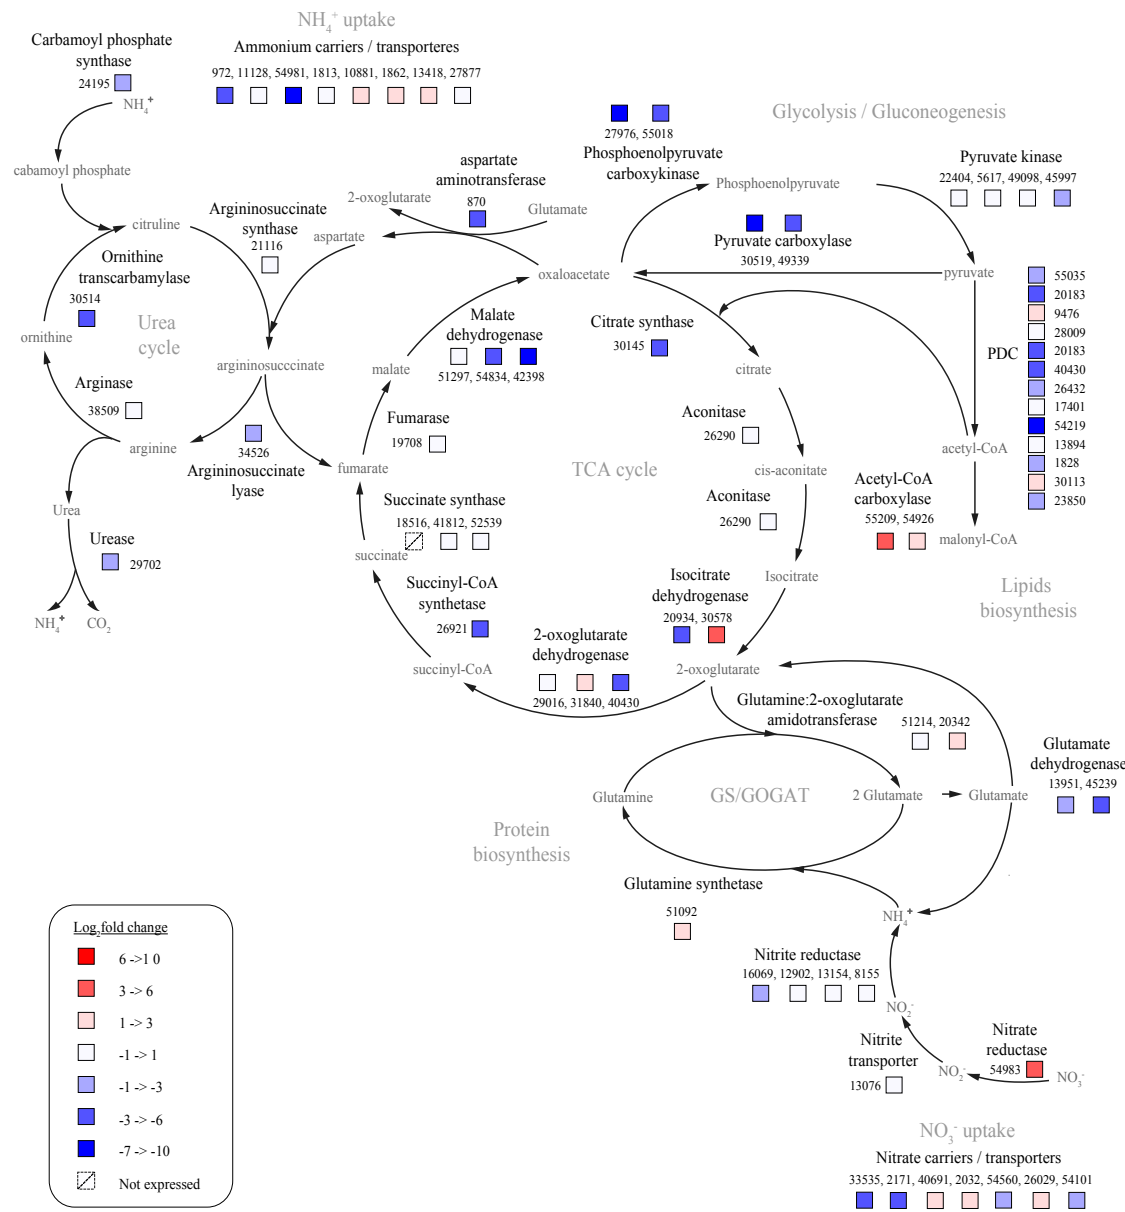 NH₄⁺ uptake
Ammonium carriers / transporteres
972, 11128, 54981, 1813, 10881, 1862, 13418, 27877
Carbamoyl phosphate
synthase
24195
NH₄⁺
cabamoyl phosphate
citruline
Ornithine
transcarbamylase
30514
ornithine
Urea
cycle
Arginase
38509
arginine
Urea
Urease
29702
NH₄⁺
CO₂
Argininosuccinate
synthase
21116
argininosuccinate
34526
Argininosuccinate
lyase
2-oxoglutarate
aspartate
aspartate
aminotransferase
870
Glutamate
27976, 55018
Phosphoenolpyruvate
carboxykinase
Glycolysis / Gluconeogenesis
Phosphoenolpyruvate
Pyruvate kinase
22404, 5617, 49098, 45997
Pyruvate carboxylase
30519, 49339
oxaloacetate
pyruvate
PDC
55035
20183
9476
28009
20183
40430
26432
17401
54219
13894
1828
30113
23850
Malate
dehydrogenase
51297, 54834, 42398
malate
Citrate synthase
30145
citrate
Fumarase
19708
fumarate
Aconitase
26290
TCA cycle
cis-aconitate
Aconitase
26290
acetyl-CoA
Acetyl-CoA
carboxylase
55209, 54926
malonyl-CoA
Lipids
biosynthesis
Succinate synthase
18516, 41812, 52539
succinate
Succinyl-CoA
synthetase
26921
succinyl-CoA
Isocitrate
Isocitrate
dehydrogenase
20934, 30578
2-oxoglutarate
2-oxoglutarate
dehydrogenase
29016, 31840, 40430
Glutamine:2-oxoglutarate
amidotransferase
51214, 20342
Glutamate
dehydrogenase
13951, 45239
Glutamine
GS/GOGAT
2 Glutamate
Glutamate
Protein
biosynthesis
Glutamine synthetase
51092
NH₄⁺
Nitrite reductase
16069, 12902, 13154, 8155
NO₂⁻
Nitrite
transporter
13076
NO₂⁻
Nitrate
reductase
54983
NO₃⁻
NO₃⁻ uptake
Nitrate carriers / transporters
33535, 2171, 40691, 2032, 54560, 26029, 54101
Log₂fold change
6 ->1 0
3 -> 6
1 -> 3
-1 -> 1
-1 -> -3
-3 -> -6
-7 -> -10
Not expressed